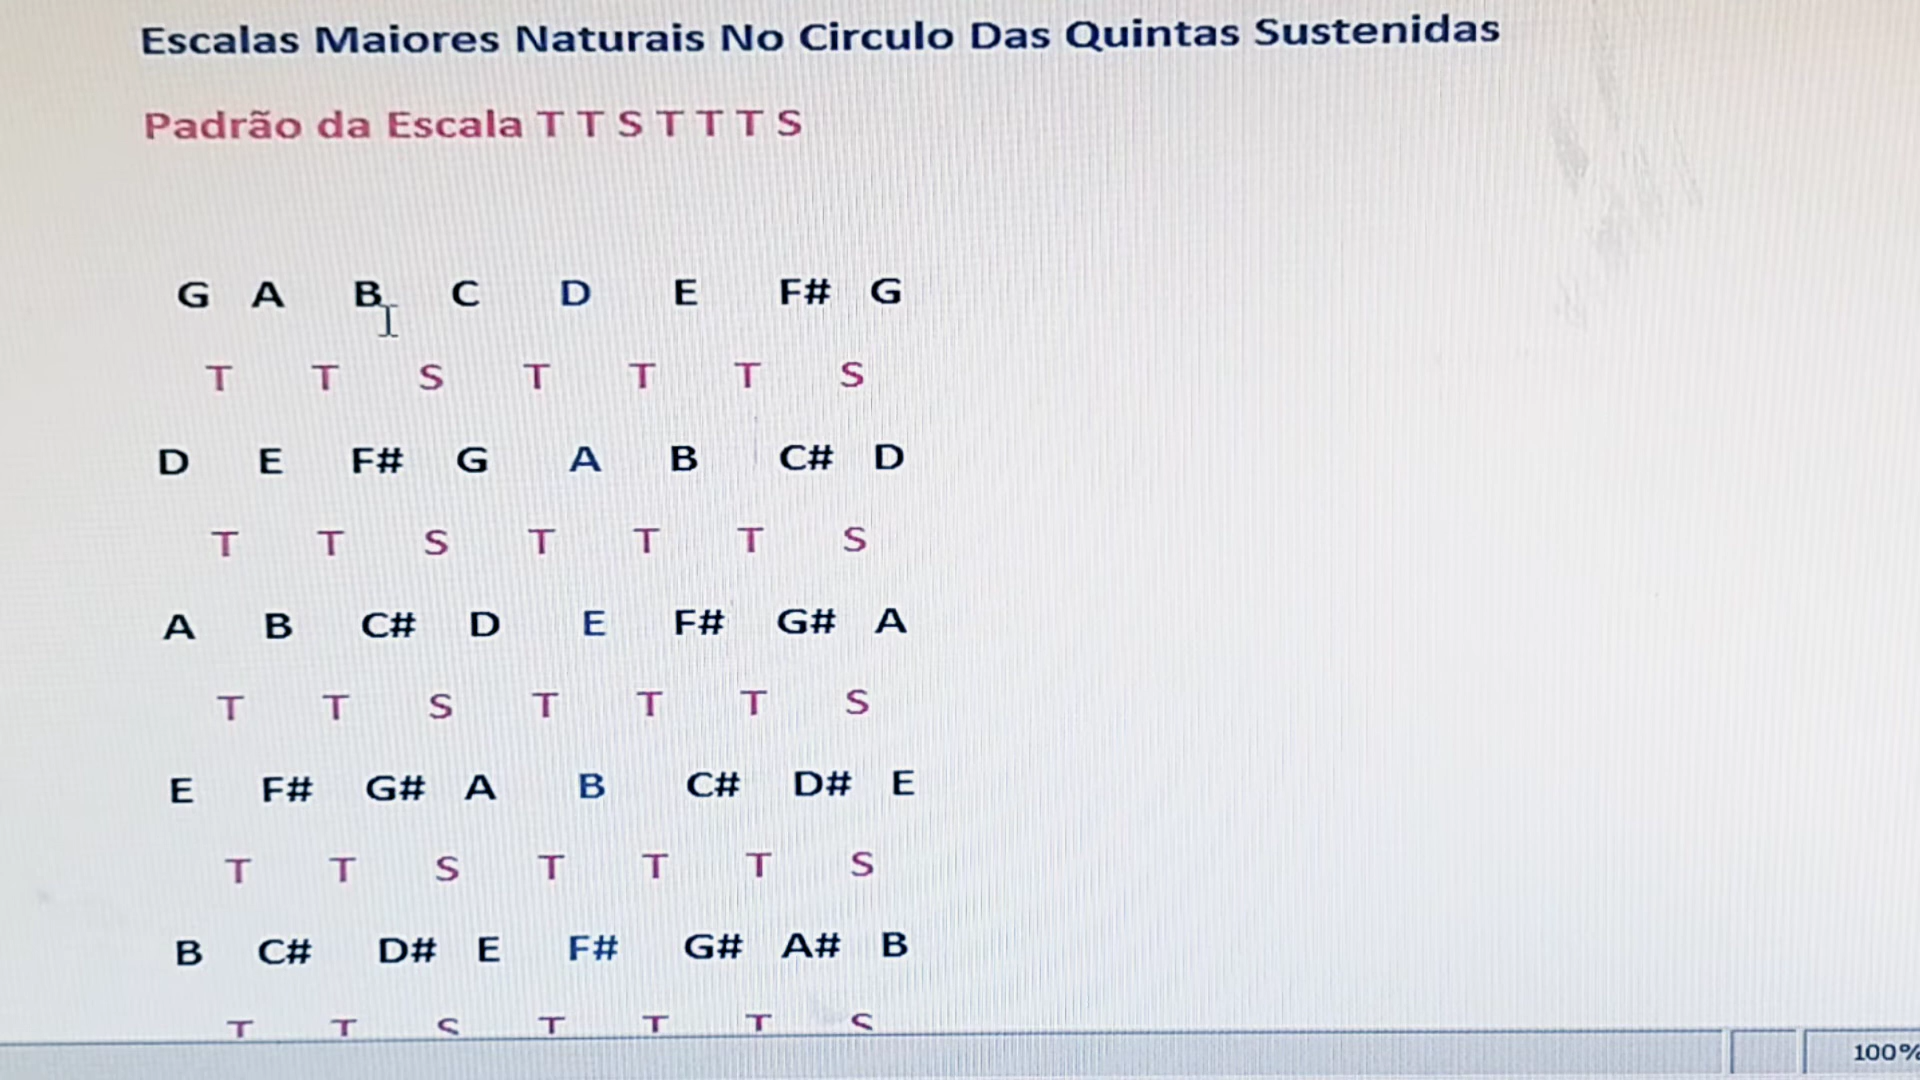 Escalas Maiores Naturais No Circulo Das Quintas Sustenidas
Padrão da Escala T T S T T T S
G A B C D E F# G
T T S T T T S
D E F# G A B C# D
T T S T T T S
A B C# D E F# G# A
T T S T T T S
E F# G# A B C# D# E
T T S T T T S
B C# D# E F# G# A# B
T T S T T T S
100%